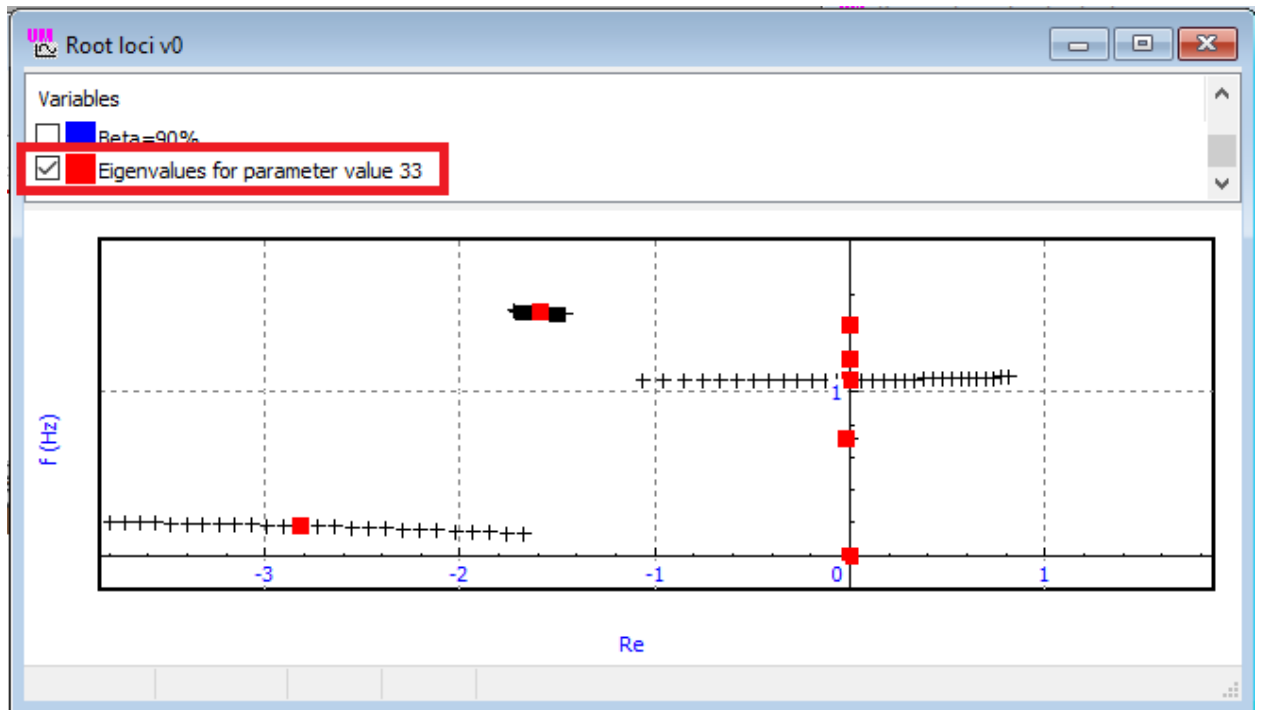 UM Root loci v0
Variables
Beta=90%
Eigenvalues for parameter value 33
f (Hz)
1
-3 -2 -1 0 1
Re